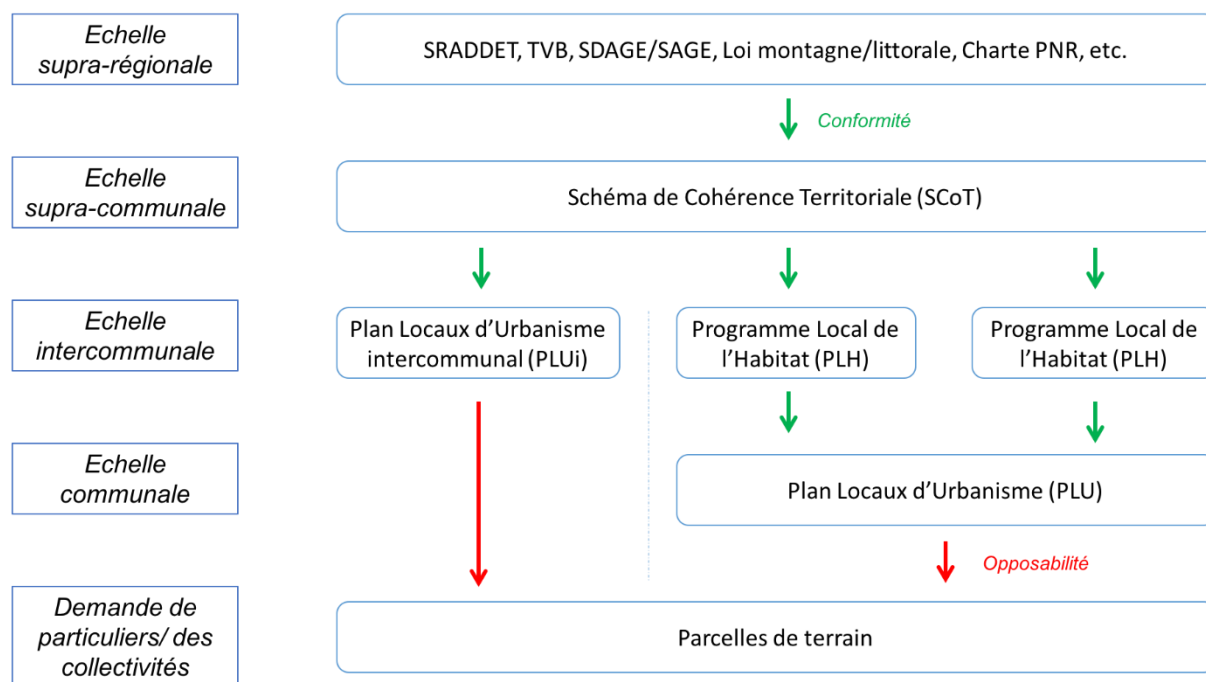 Echelle
supra-régionale
SRADDET, TVB, SDAGE/SAGE, Loi montagne/littorale, Charte PNR, etc.
Conformité
Echelle
supra-communale
Schéma de Cohérence Territoriale (SCoT)
Echelle
intercommunale
Plan Locaux d’Urbanisme
intercommunal (PLUi)
Programme Local de
l’Habitat (PLH)
Programme Local de
l’Habitat (PLH)
Echelle
communale
Plan Locaux d’Urbanisme (PLU)
Opposabilité
Demande de
particuliers/ des
collectivités
Parcelles de terrain